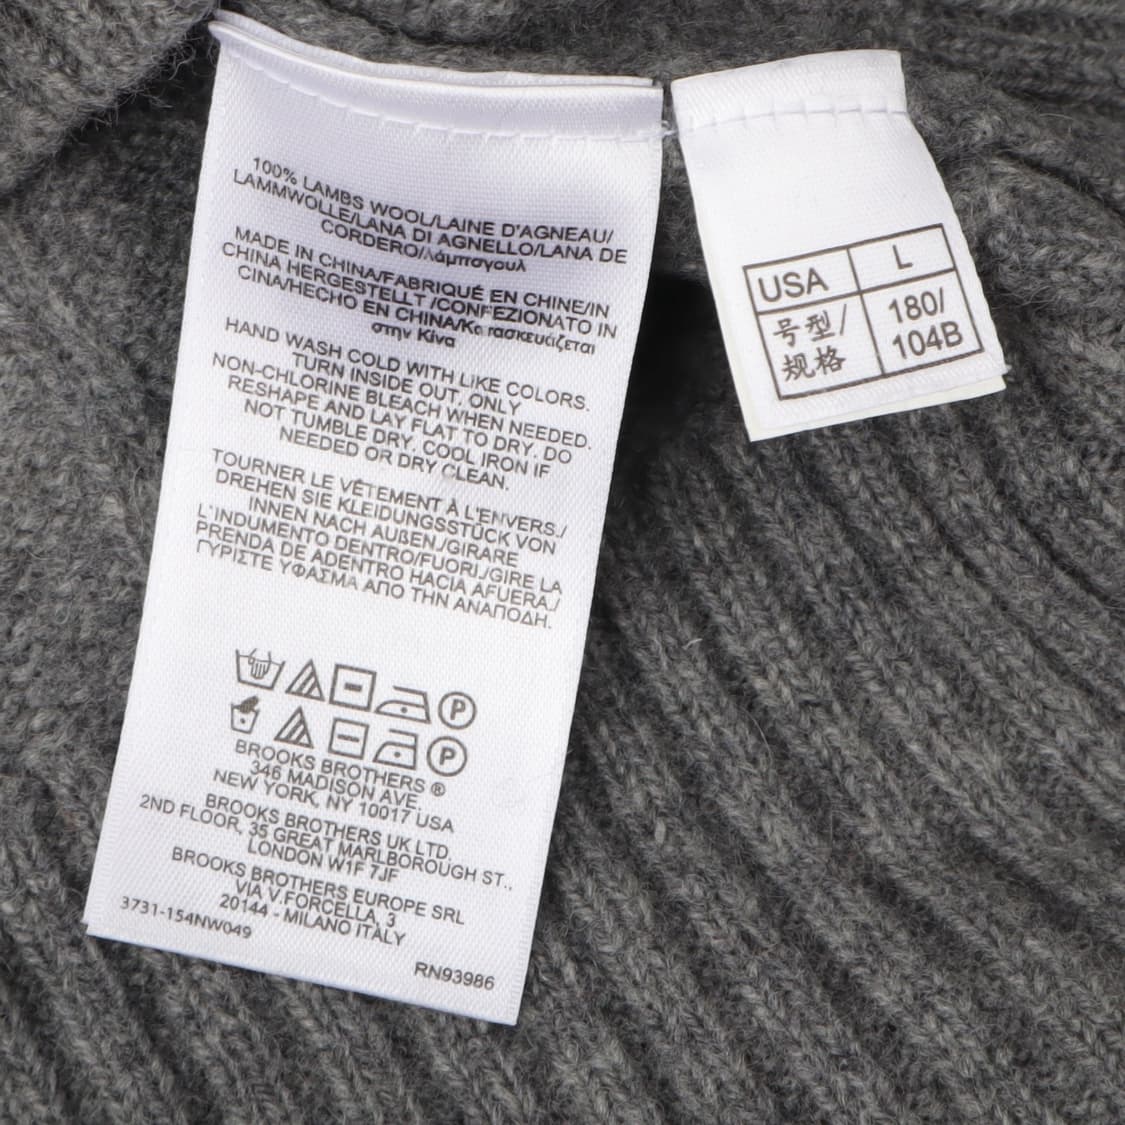 100% LAMBS WOOL/LAINE D'AGNEAU/
LAMMWOLLE/LANA DI AGNELLO/LANA DE
CORDERO/Λάμπσγουλ
MADE IN CHINA/FABRIQUÉ EN CHINE/IN
CHINA HERGESTELLT /CONFEZIONATO IN
CINA/HECHO EN CHINA/Κατασκευάζεται
στην Κίνα
HAND WASH COLD WITH LIKE COLORS.
TURN INSIDE OUT. ONLY
NON-CHLORINE BLEACH WHEN NEEDED.
RESHAPE AND LAY FLAT TO DRY. DO
NOT TUMBLE DRY. COOL IRON IF
NEEDED OR DRY CLEAN.
TOURNER LE VÊTEMENT À L'ENVERS./
DREHEN SIE KLEIDUNGSSTÜCK VON
INNEN NACH AUßEN./GIRARE
L'INDUMENTO DENTRO/FUORI./GIRE LA
PRENDA DE ADENTRO HACIA AFUERA./
ΓΥΡΙΣΤΕ ΥΦΑΣΜΑ ΑΠΟ ΤΗΝ ΑΝΑΠΟΔΗ.
P
P
BROOKS BROTHERS ®
346 MADISON AVE.
NEW YORK, NY 10017 USA
BROOKS BROTHERS UK LTD.
2ND FLOOR, 35 GREAT MARLBOROUGH ST.,
LONDON W1F 7JF
BROOKS BROTHERS EUROPE SRL
VIA V.FORCELLA, 3
20144 - MILANO ITALY
3731-154NW049
RN93986
USA L
号型/ 180/
规格 104B